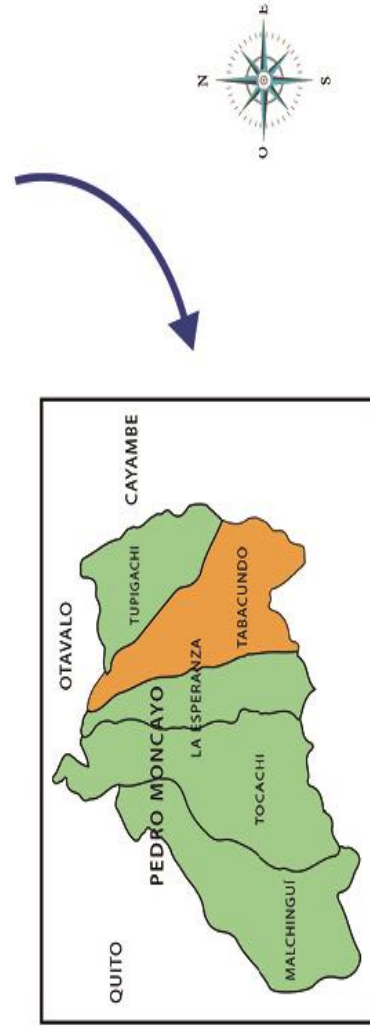 OTAVALO
QUITO
CAYAMBE
TUPIGACHI
PEDRO MONCAYO
LA ESPERANZA
TABACUNDO
TOCACHI
MALCHINGUÍ
N
O
E
S